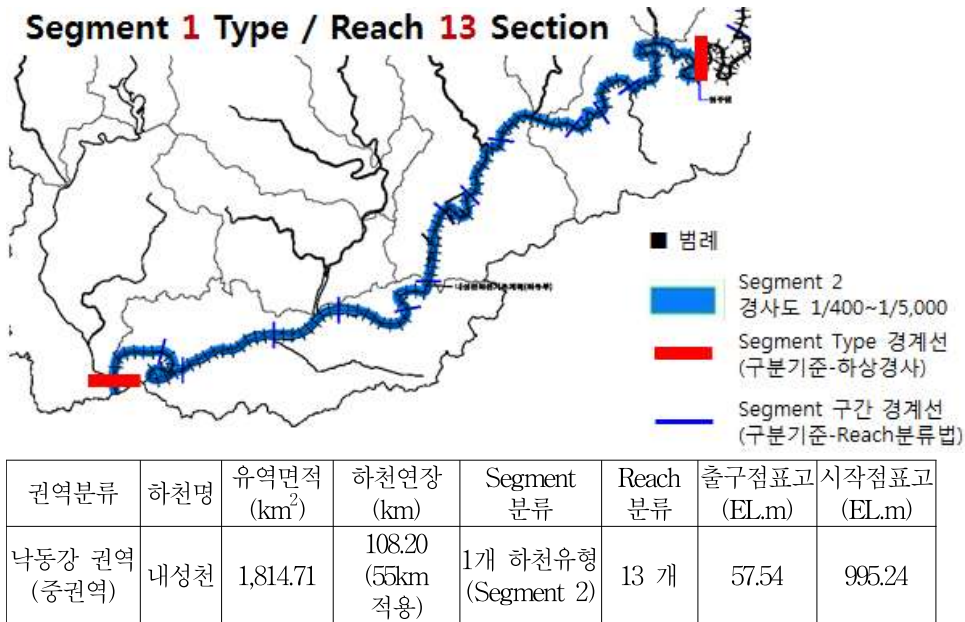 Segment 1 Type / Reach 13 Section
■ 범례
Segment 2
경사도 1/400~1/5,000
Segment Type 경계선
(구분기준-하상경사)
Segment 구간 경계선
(구분기준-Reach분류법)
권역분류 하천명 유역면적 (km²) 하천연장 (km) Segment 분류 Reach 분류 출구점표고 (EL.m) 시작점표고 (EL.m)
낙동강 권역 (중권역) 내성천 1,814.71 108.20 (55km 적용) 1개 하천유형 (Segment 2) 13 개 57.54 995.24